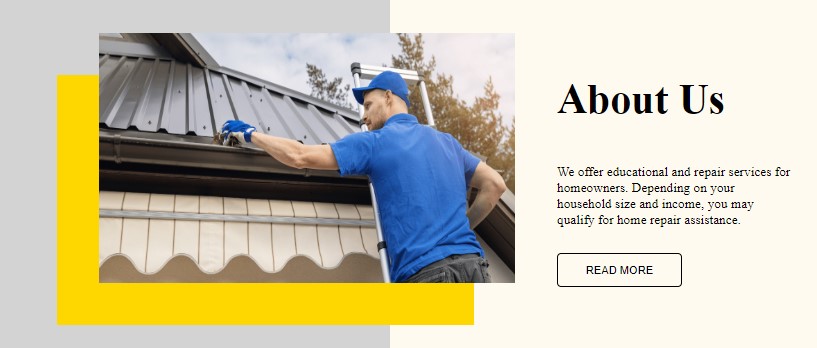 About Us
We offer educational and repair services for
homeowners. Depending on your
household size and income, you may
qualify for home repair assistance.
READ MORE